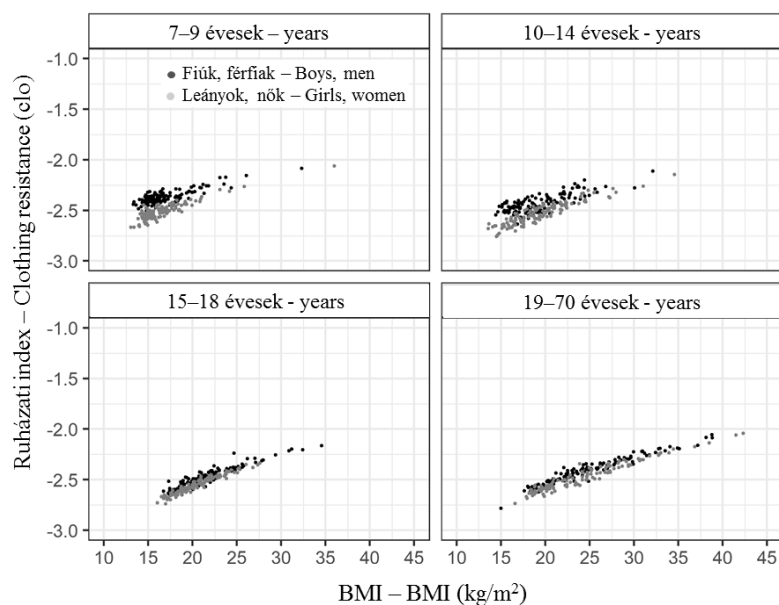 7–9 évesek – years
10–14 évesek - years
Fiúk, férfiak – Boys, men
Leányok, nők – Girls, women
-1.0
-1.5
-2.0
-2.5
-3.0
15–18 évesek - years
19–70 évesek - years
-1.0
-1.5
-2.0
-2.5
-3.0
10 15 20 25 30 35 40 45
10 15 20 25 30 35 40 45
Ruházati index – Clothing resistance (clo)
BMI – BMI (kg/m²)